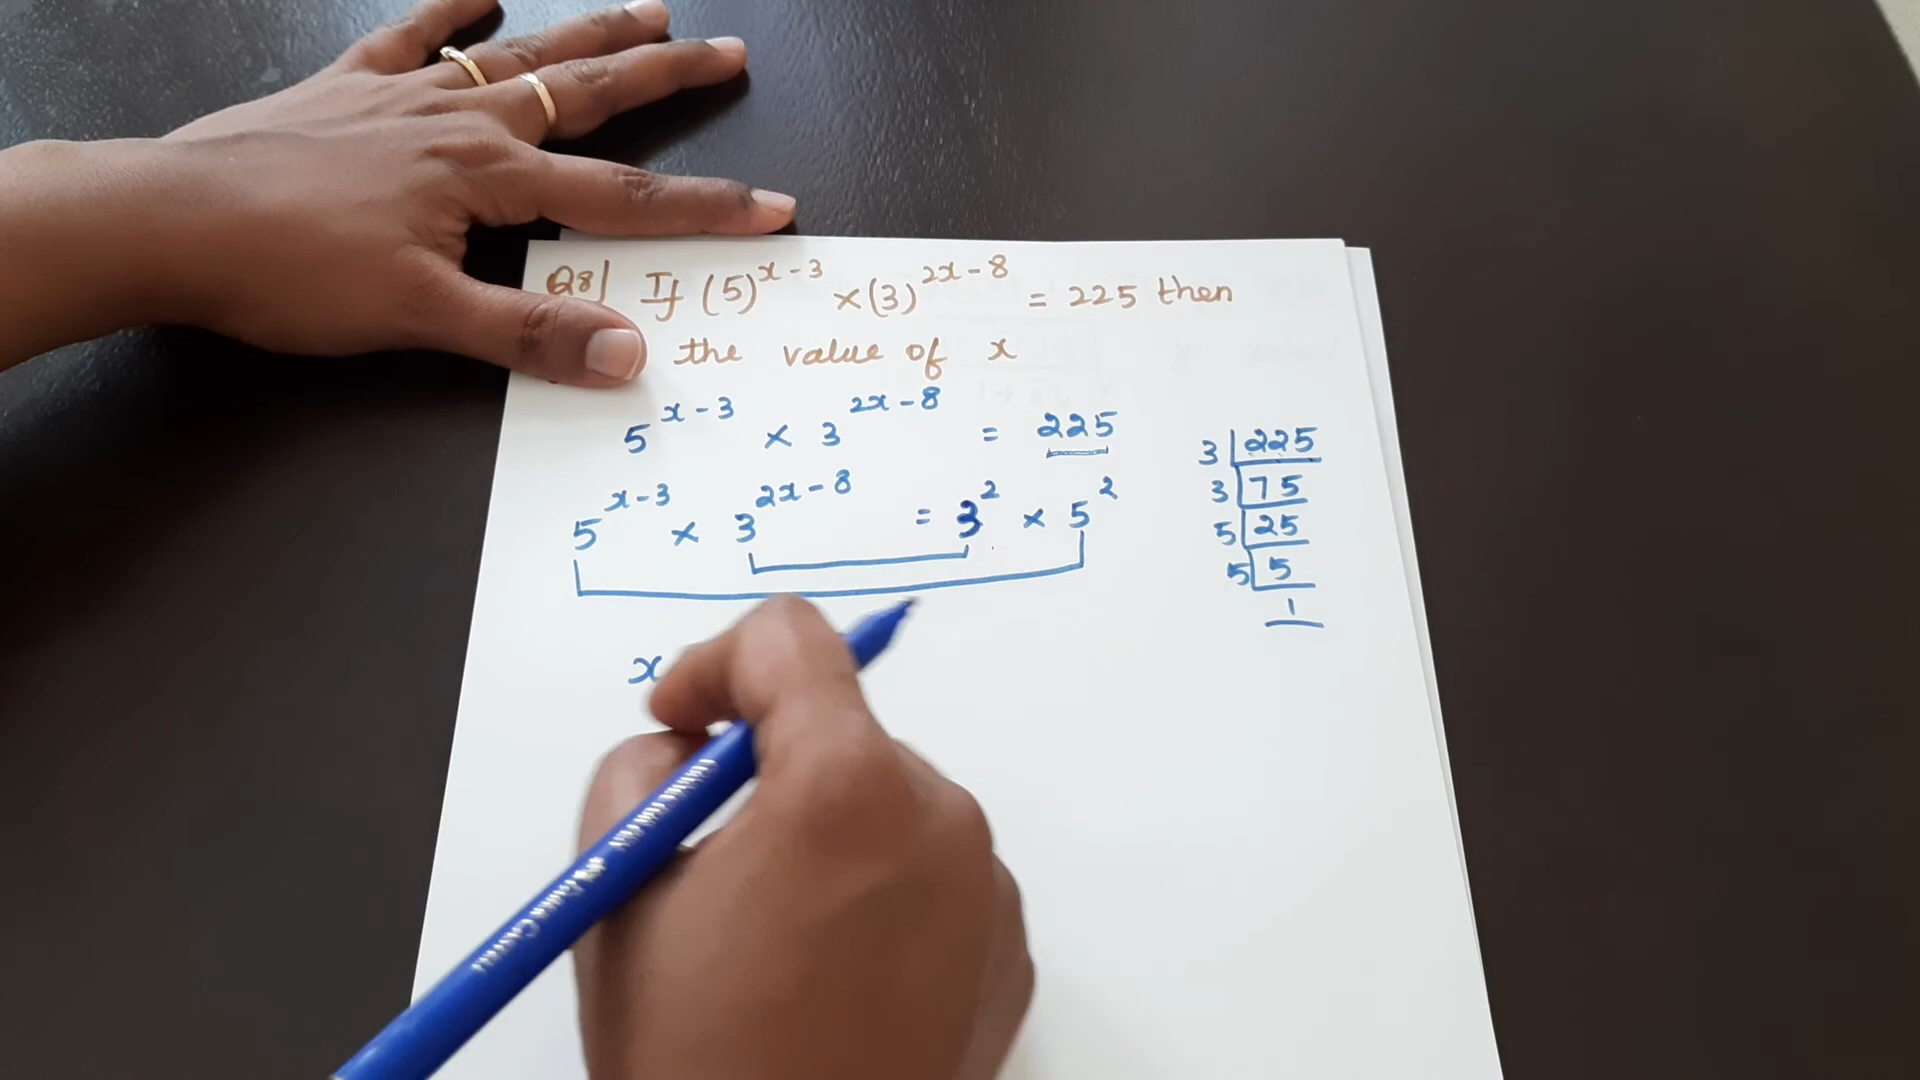 Q8| If (5)^x-3 × (3)^2x-8 = 225 then
the value of x
5^x-3 × 3^2x-8 = 225
5^x-3 × 3^2x-8 = 3^2 × 5^2
x
3 | 225
3 | 75
5 | 25
5 | 5
1